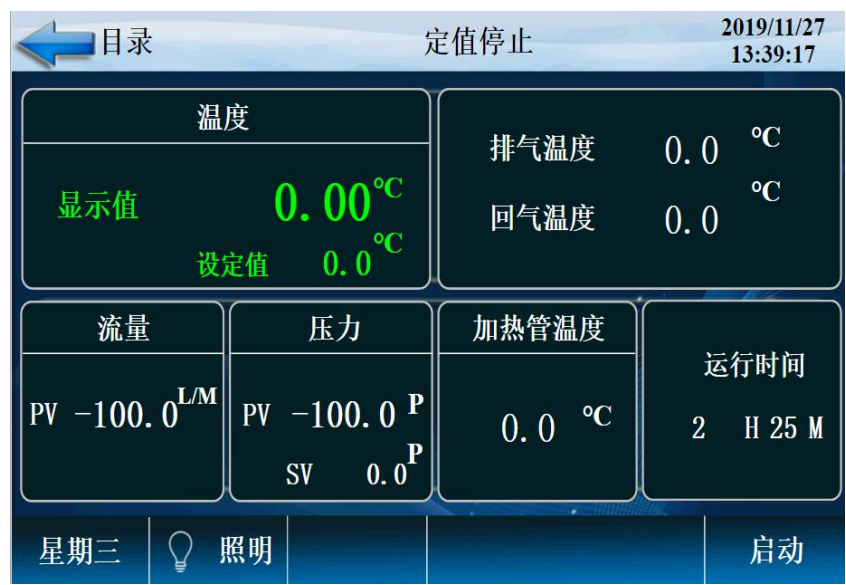 目录
定值停止
2019/11/27
13:39:17
温度
显示值 0.00℃
设定值 0.0℃
排气温度 0.0 ℃
回气温度 0.0 ℃
流量
PV -100.0 L/M
压力
PV -100.0 P
SV 0.0 P
加热管温度
0.0 ℃
运行时间
2 H 25 M
星期三
照明
启动